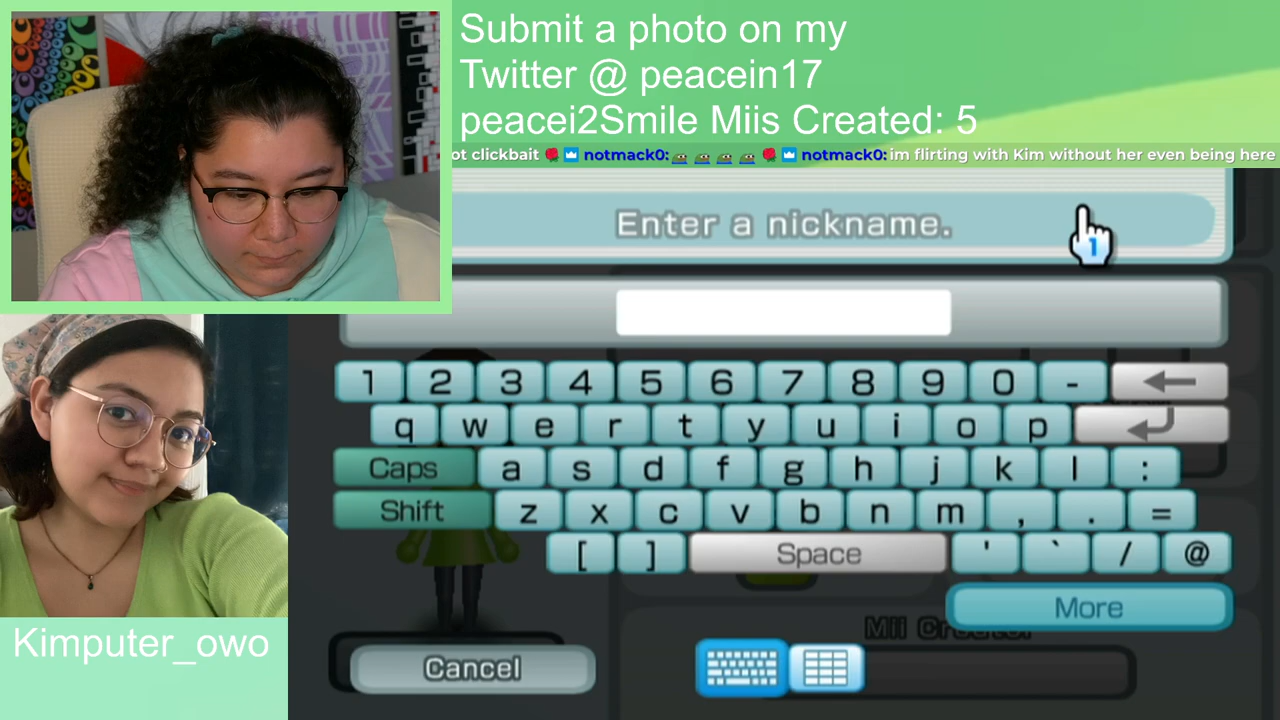 Submit a photo on my
Twitter @ peacein17
peacei2Smile Miis Created: 5
ot clickbait notmack0: notmack0: im flirting with Kim without her even being here
Enter a nickname.
1
1 2 3 4 5 6 7 8 9 0 -
q w e r t y u i o p
Caps a s d f g h j k l :
Shift z x c v b n m , . =
[ ] Space ' ` / @
More
Mii Creator
Kimputer_owo
Cancel